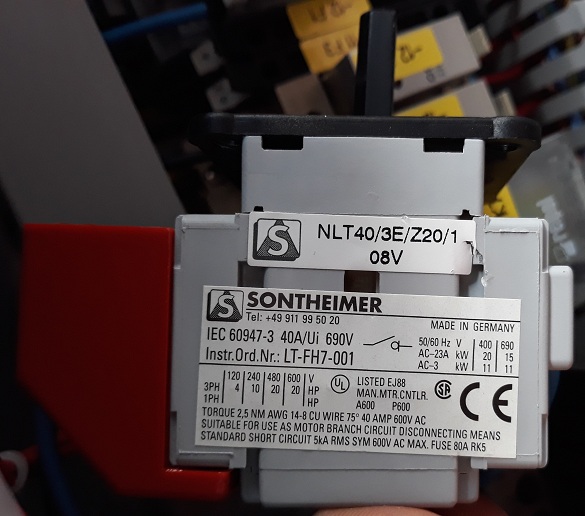 NLT40/3E/Z20/1
08V
S SONTHEIMER
Tel: +49 911 99 50 20
MADE IN GERMANY
IEC 60947-3 40A/Ui 690V
Instr.Ord.Nr.: LT-FH7-001
50/60 Hz V 400 690
AC-23A kW 20 15
AC-3 kW 11 11
120 240 480 600 V
3PH 4 10 20 20 HP
1PH HP
UL LISTED EJ88
MAN.MTR.CNTLR.
A600 P600
SA CE
TORQUE 2,5 NM AWG 14-8 CU WIRE 75° 40 AMP 600V AC
SUITABLE FOR USE AS MOTOR BRANCH CIRCUIT DISCONNECTING MEANS
STANDARD SHORT CIRCUIT 5kA RMS SYM 600V AC MAX. FUSE 80A RK5